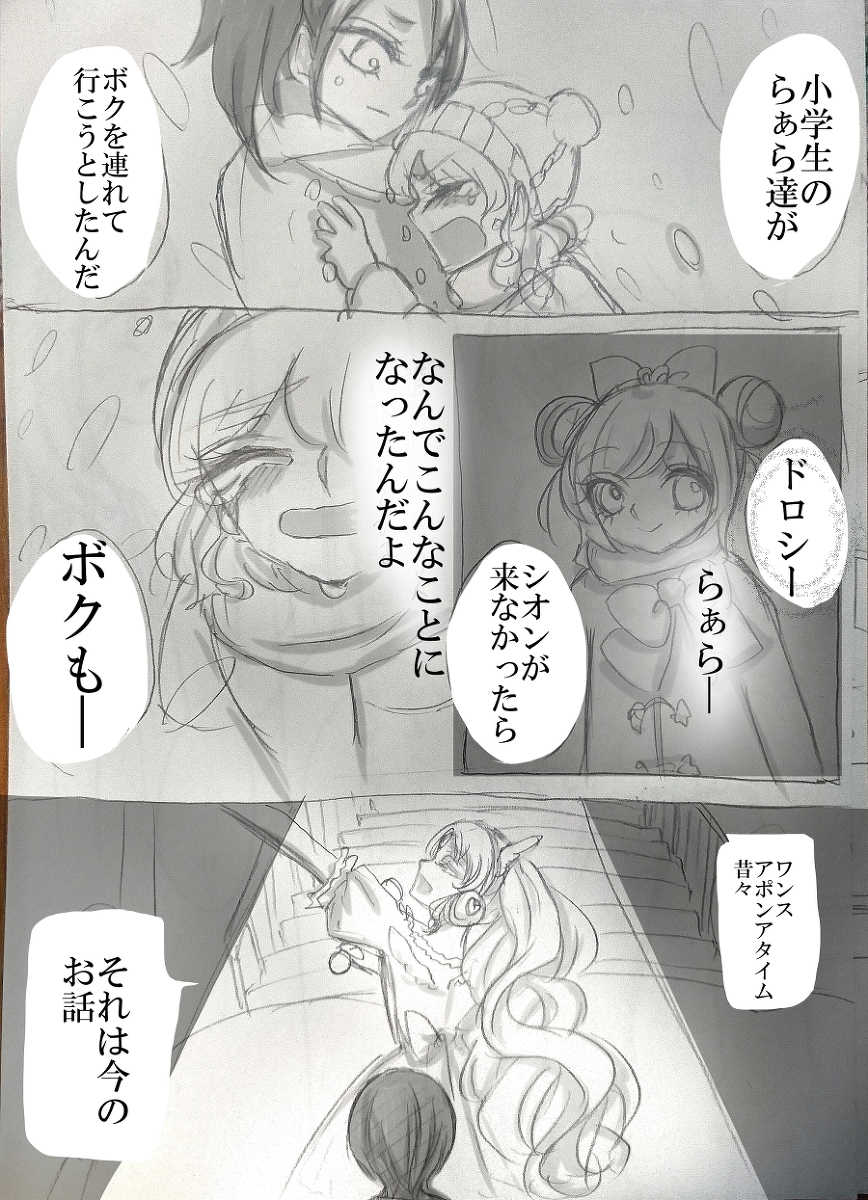 小学生の
らぁら達が
ボクを連れて
行こうとしたんだ
ドロシー
らぁらー
シオンが
来なかったら
なんでこんなことに
なったんだよ
ボクもー
ワンス
アポンアタイム
昔々
それは今の
お話